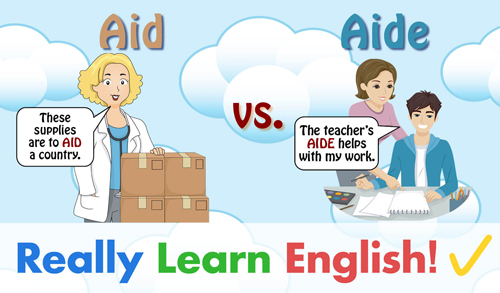 Aid
Aide
vs.
These
supplies
are to AID
a country.
The teacher's
AIDE helps
with my work.
Really Learn English!